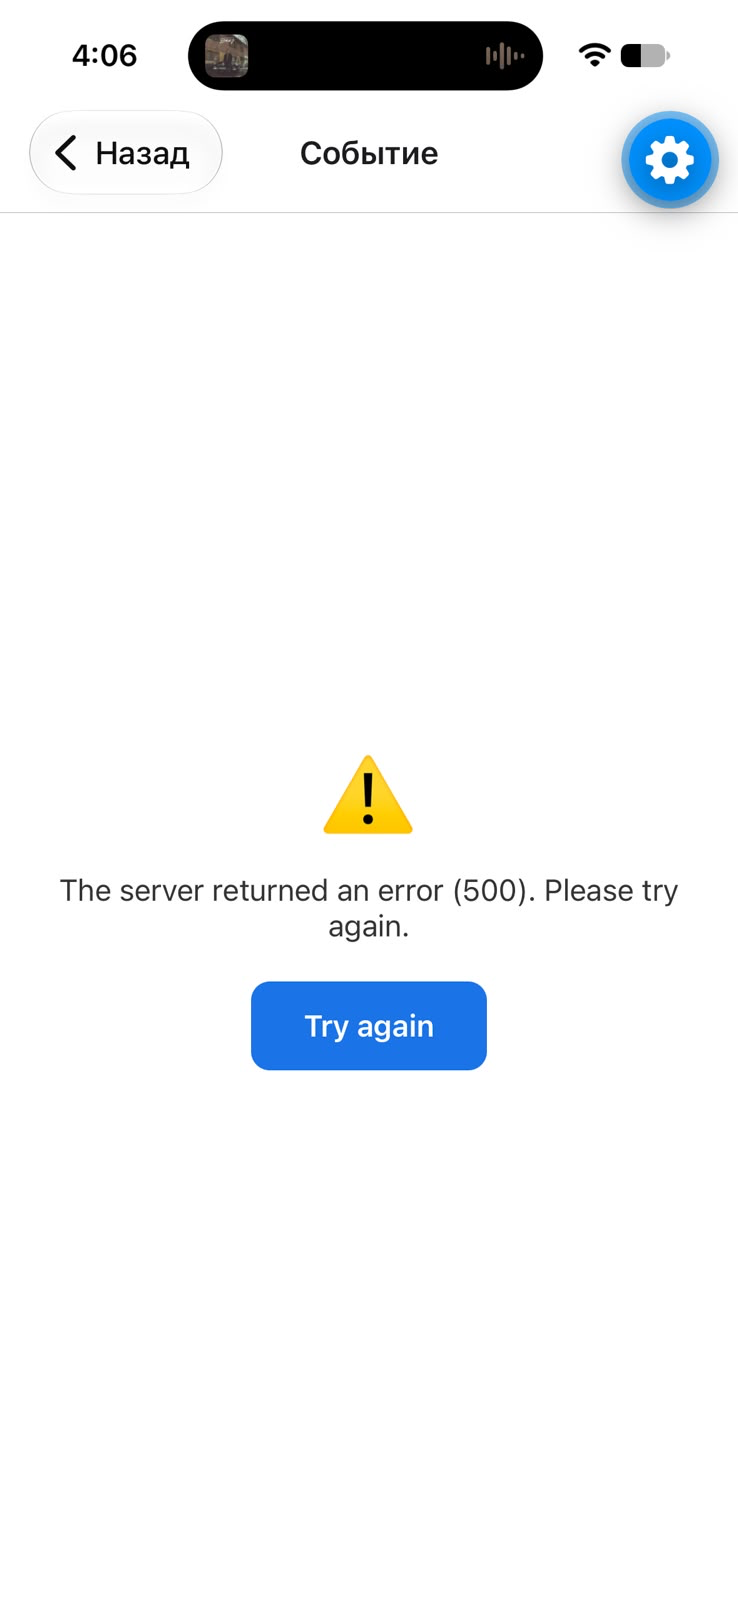 4:06
Назад
Событие
The server returned an error (500). Please try
again.
Try again